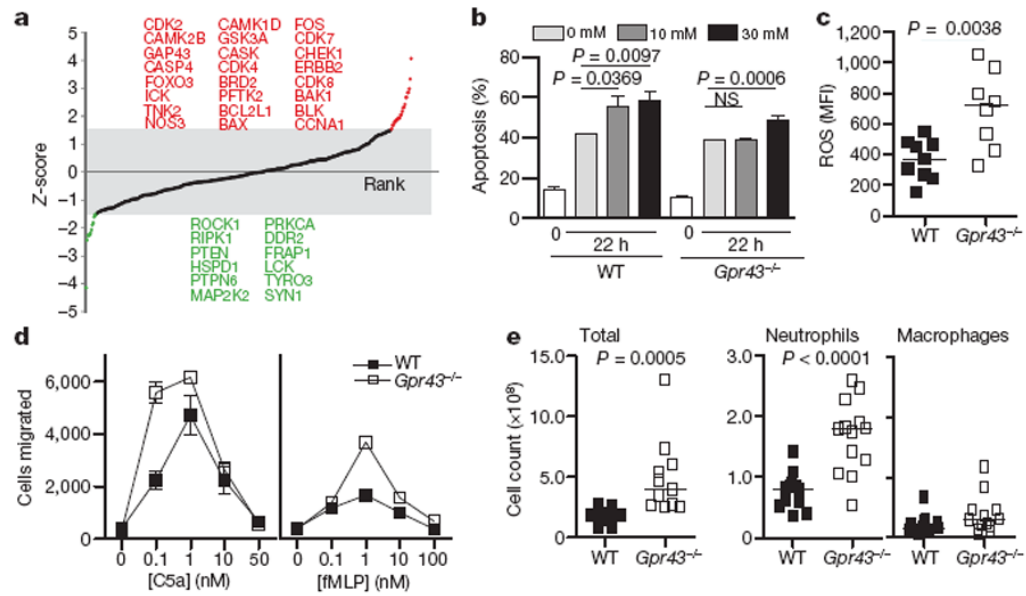 a
CDK2 CAMK1D FOS
CAMK2B GSK3A CDK7
GAP43 CASK CHEK1
CASP4 CDK4 ERBB2
FOXO3 BRD2 CDK8
ICK PFTK2 BAK1
TNK2 BCL2L1 BLK
NOS3 BAX CCNA1
5
4
3
2
1
0
−1
−2
−3
−4
−5
Z-score
Rank
ROCK1 PRKCA
RIPK1 DDR2
PTEN FRAP1
HSPD1 LCK
PTPN6 TYRO3
MAP2K2 SYN1
b
0 mM 10 mM 30 mM
P = 0.0097
P = 0.0369 P = 0.0006
NS
80
60
40
20
0
Apoptosis (%)
0 22 h 0 22 h
WT Gpr43−/−
c
P = 0.0038
1,200
1,000
800
600
400
200
0
ROS (MFI)
WT Gpr43−/−
d
WT
Gpr43−/−
6,000
4,000
2,000
0
Cells migrated
0 0.1 1 10 50 0 0.1 1 10 100
[C5a] (nM) [fMLP] (nM)
e
Total Neutrophils Macrophages
P = 0.0005 P < 0.0001
15.0
10.0
5.0
0
Cell count (×10⁸)
3.0
2.0
1.0
0
WT Gpr43−/− WT Gpr43−/− WT Gpr43−/−